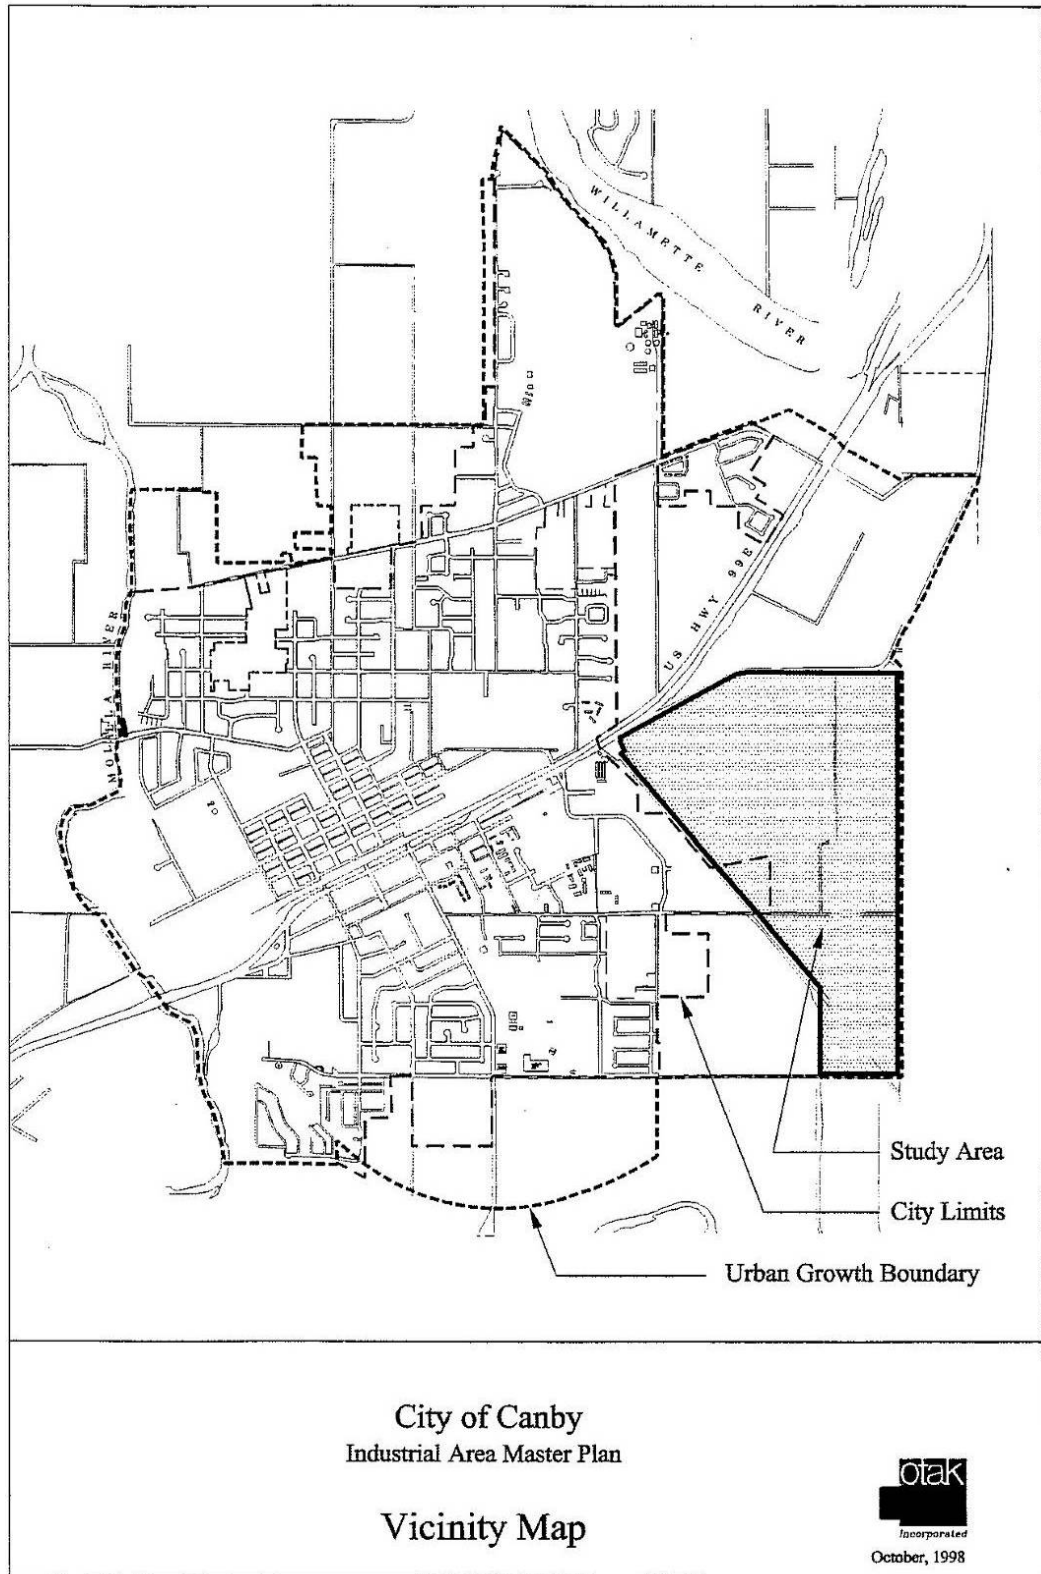 WILLAMETTE
RIVER
US HWY 99E
MOLALLA RIVER
Study Area
City Limits
Urban Growth Boundary
City of Canby
Industrial Area Master Plan
Vicinity Map
otak
Incorporated
October, 1998